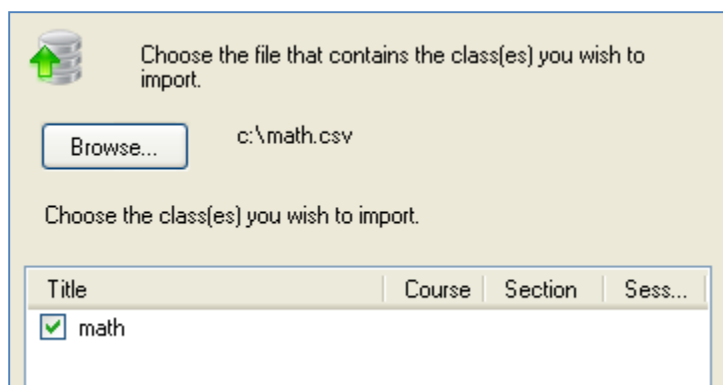 Choose the file that contains the class(es) you wish to
import.
Browse...
c:\math.csv
Choose the class(es) you wish to import.
Title Course Section Sess...
math